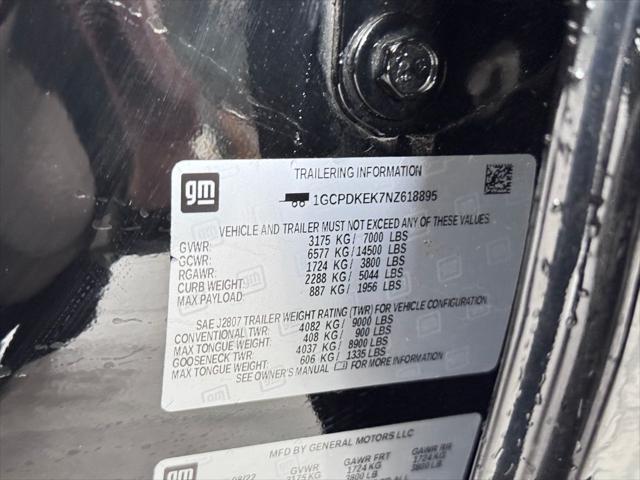 TRAILERING INFORMATION
gm
1GCPDKEK7NZ618895
VEHICLE AND TRAILER MUST NOT EXCEED ANY OF THESE VALUES
GVWR: 3175 KG / 7000 LBS
GCWR: 6577 KG / 14500 LBS
RGAWR: 1724 KG / 3800 LBS
CURB WEIGHT: 2288 KG / 5044 LBS
MAX PAYLOAD: 887 KG / 1956 LBS
SAE J2807 TRAILER WEIGHT RATING (TWR) FOR VEHICLE CONFIGURATION
CONVENTIONAL TWR: 4082 KG / 9000 LBS
MAX TONGUE WEIGHT: 408 KG / 900 LBS
GOOSENECK TWR: 4037 KG / 8900 LBS
MAX TONGUE WEIGHT: 606 KG / 1335 LBS
SEE OWNER'S MANUAL FOR MORE INFORMATION
MFD BY GENERAL MOTORS LLC
gm
08/22 GVWR GAWR FRT GAWR RR
3175 KG 1724 KG 1724 KG
3800 LB 3800 LB